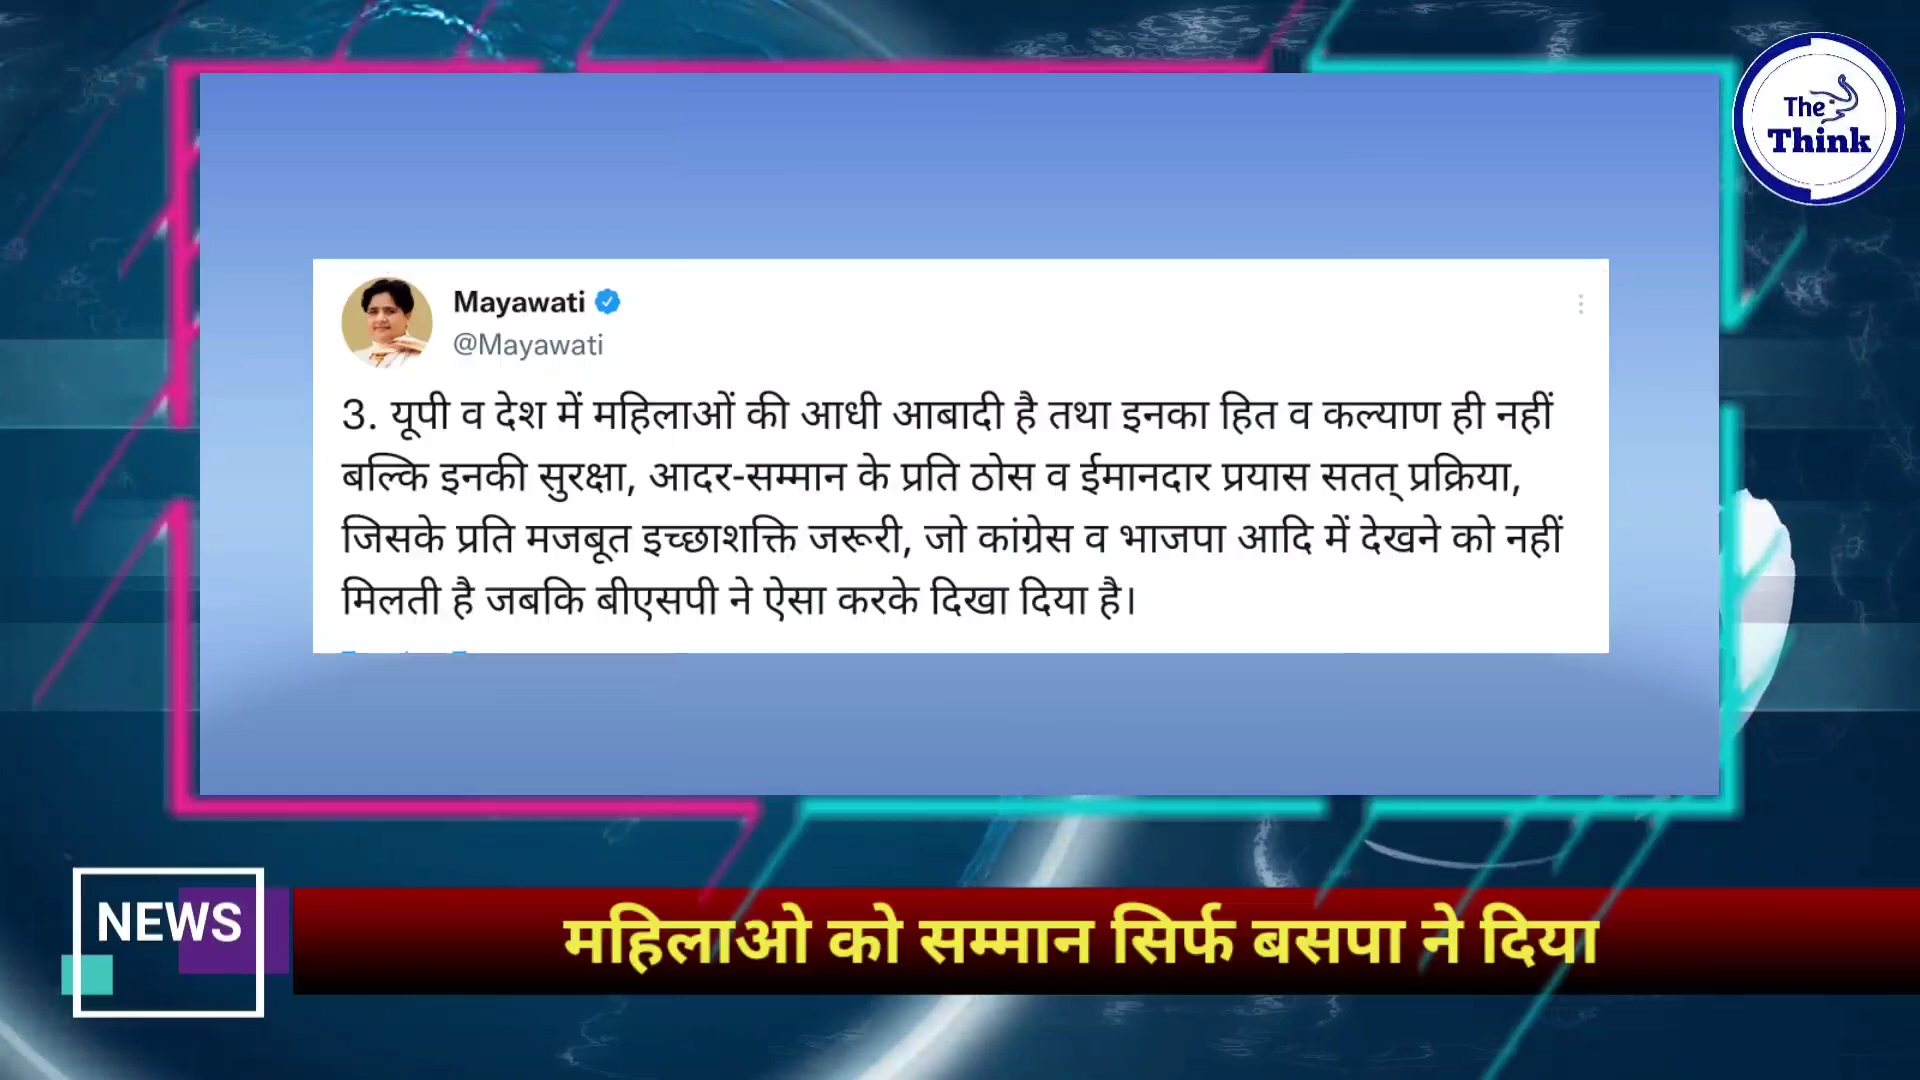 The
Think
Mayawati
@Mayawati
3. यूपी व देश में महिलाओं की आधी आबादी है तथा इनका हित व कल्याण ही नहीं
बल्कि इनकी सुरक्षा, आदर-सम्मान के प्रति ठोस व ईमानदार प्रयास सतत् प्रक्रिया,
जिसके प्रति मजबूत इच्छाशक्ति जरूरी, जो कांग्रेस व भाजपा आदि में देखने को नहीं
मिलती है जबकि बीएसपी ने ऐसा करके दिखा दिया है।
NEWS
महिलाओ को सम्मान सिर्फ बसपा ने दिया